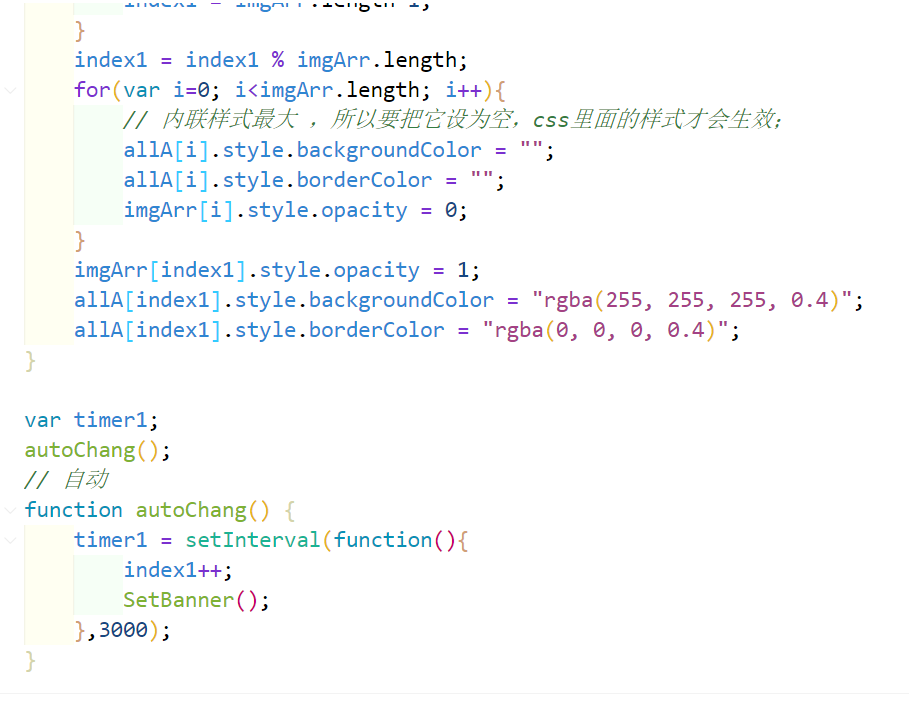 index1 = imgArr.length-1;
}
index1 = index1 % imgArr.length;
for(var i=0; i<imgArr.length; i++){
// 内联样式最大 ，所以要把它设为空，css里面的样式才会生效；
allA[i].style.backgroundColor = "";
allA[i].style.borderColor = "";
imgArr[i].style.opacity = 0;
}
imgArr[index1].style.opacity = 1;
allA[index1].style.backgroundColor = "rgba(255, 255, 255, 0.4)";
allA[index1].style.borderColor = "rgba(0, 0, 0, 0.4)";
}
var timer1;
autoChang();
// 自动
function autoChang() {
timer1 = setInterval(function(){
index1++;
SetBanner();
},3000);
}